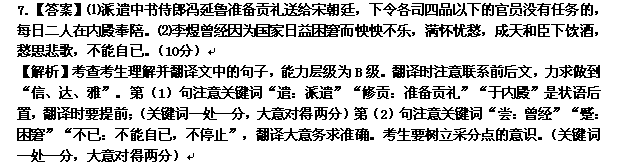 7.【答案】⑴派遣中书侍郎冯延鲁准备贡礼送给宋朝廷，下令各司四品以下的官员没有任务的，
每日二人在内殿奉陪。⑵李煜曾经因为国家日益困窘而怏怏不乐，满怀忧愁，成天和臣下饮酒，
愁思悲歌，不能自已。（10分）
【解析】考查考生理解并翻译文中的句子，能力层级为B级。翻译时注意联系前后文，力求做到
“信、达、雅”。第（1）句注意关键词“遣：派遣”“修贡：准备贡礼”“于内殿”是状语后
置，翻译时要提前；（关键词一处一分，大意对得两分）第（2）句注意关键词“尝：曾经”“蹙：
困窘”“不已：不能自已，不停止”，翻译大意务求准确。考生要树立采分点的意识。（关键词
一处一分，大意对得两分）